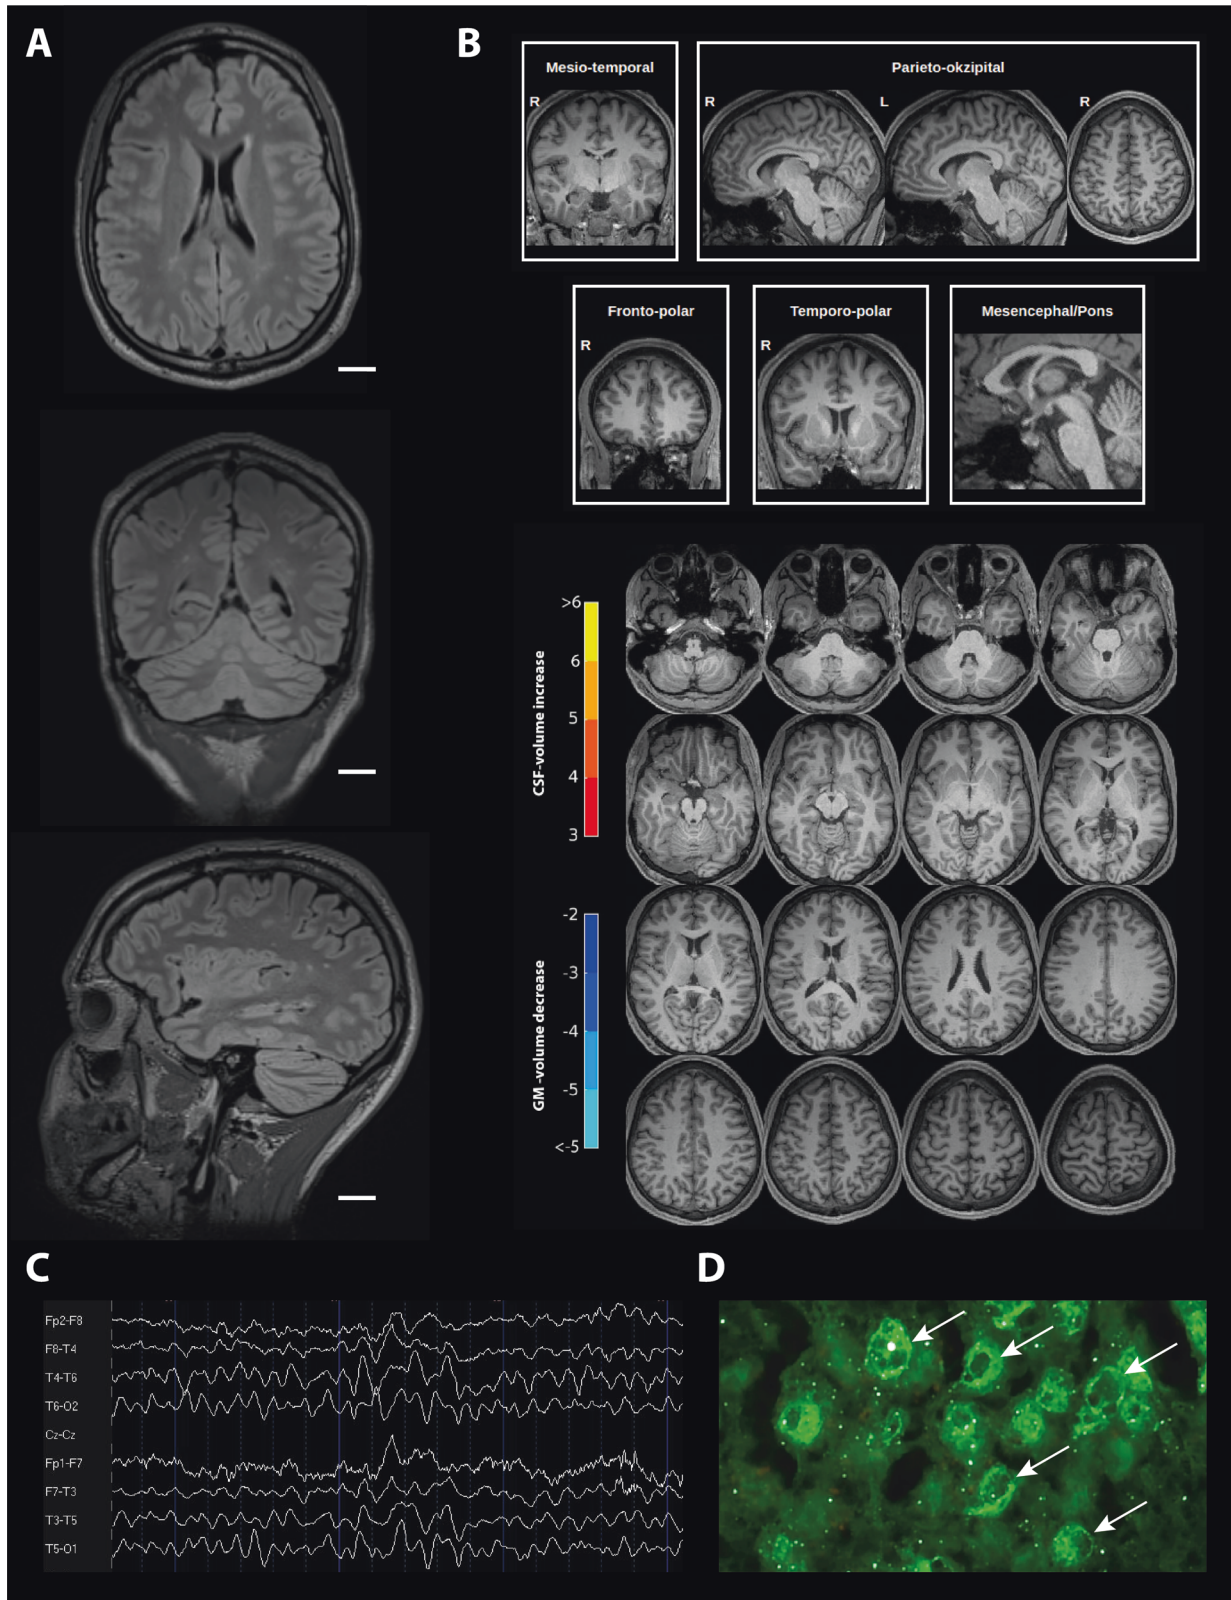 A
B
Mesio-temporal
R
Parieto-okzipital
R
L
R
Fronto-polar
R
Temporo-polar
R
Mesencephal/Pons
CSF-volume increase
>6
6
5
4
3
GM -volume decrease
-2
-3
-4
-5
<-5
C
Fp2-F8
F8-T4
T4-T6
T6-O2
Cz-Cz
Fp1-F7
F7-T3
T3-T5
T5-O1
D